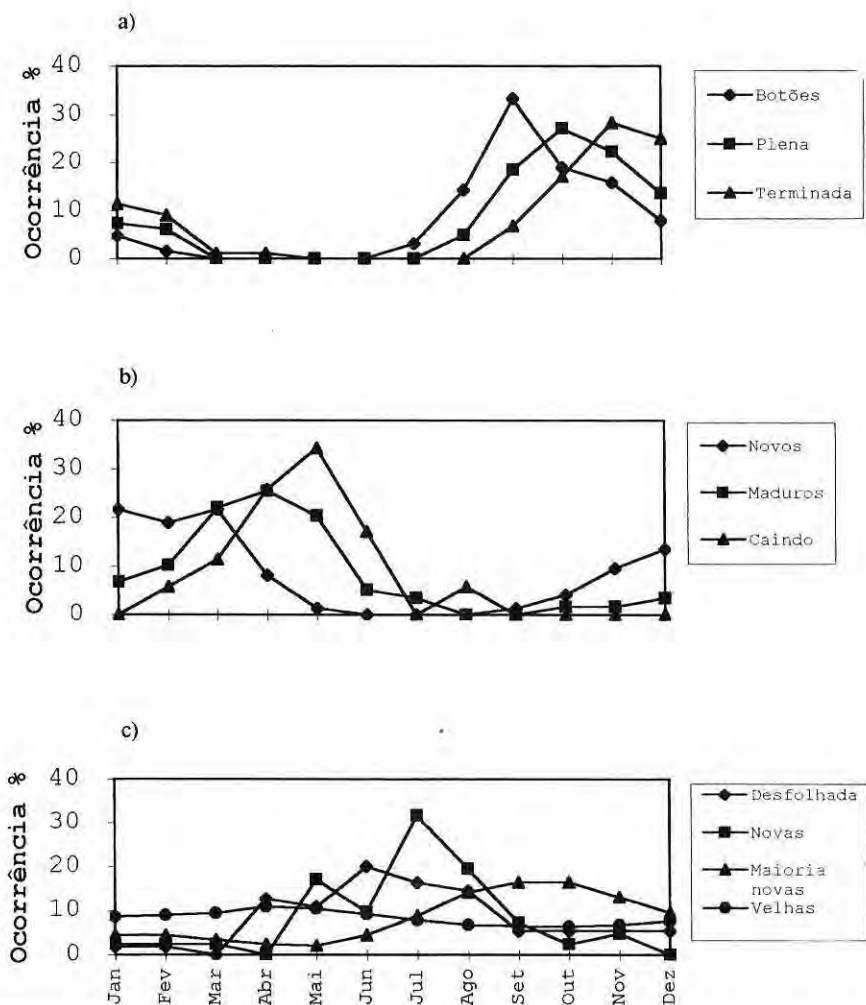 a)
Ocorrência %
40
30
20
10
0
Botões
Plena
Terminada
b)
Ocorrência %
40
30
20
10
0
Novos
Maduros
Caindo
c)
Ocorrência %
40
30
20
10
0
Jan
Fev
Mar
Abr
Mai
Jun
Jul
Ago
Set
Out
Nov
Dez
Desfolhada
Novas
Maioria
novas
Velhas